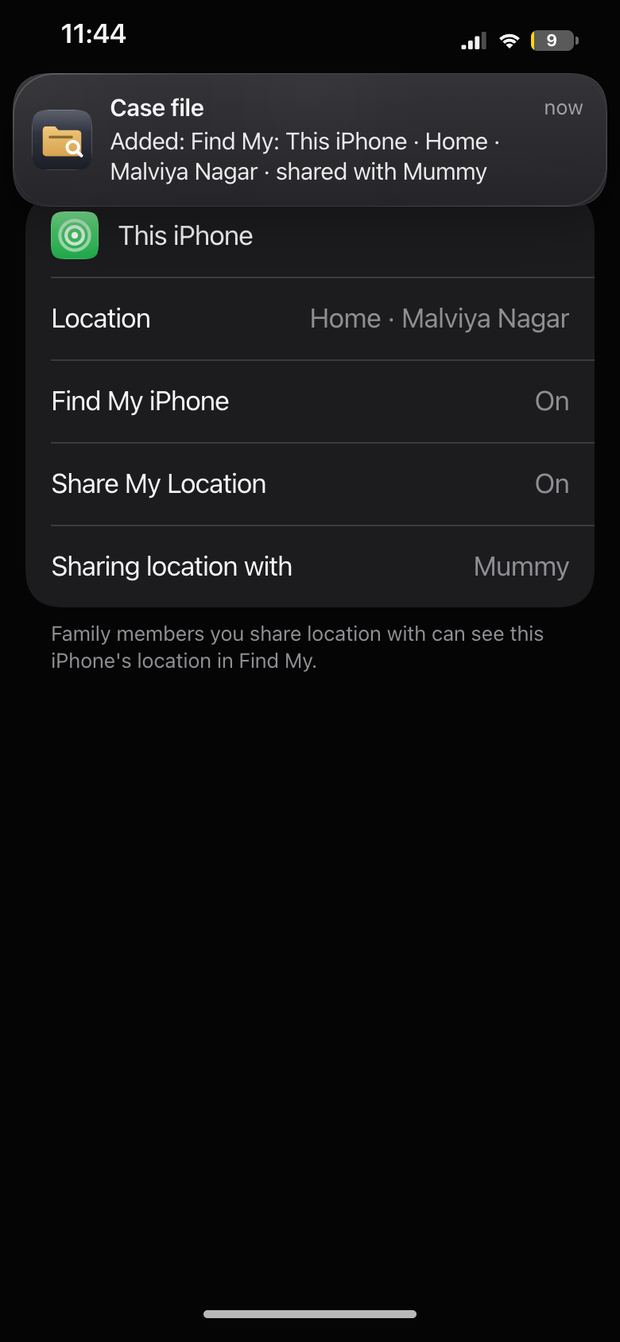 11:44
9
Case file
now
Added: Find My: This iPhone · Home ·
Malviya Nagar · shared with Mummy
This iPhone
Location
Home · Malviya Nagar
Find My iPhone
On
Share My Location
On
Sharing location with
Mummy
Family members you share location with can see this
iPhone's location in Find My.